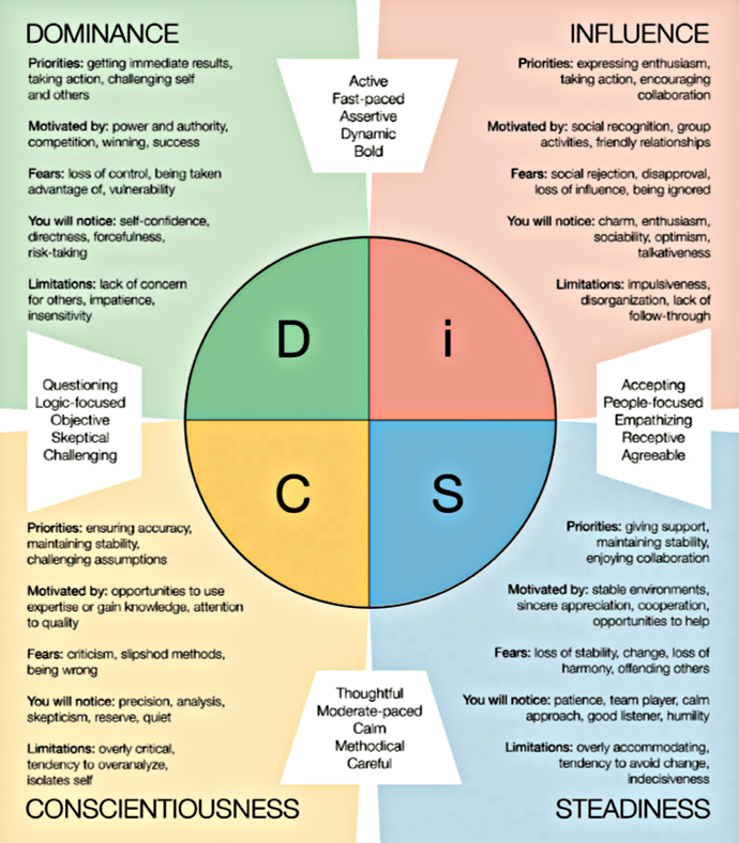 DOMINANCE
Priorities: getting immediate results,
taking action, challenging self
and others
Motivated by: power and authority,
competition, winning, success
Fears: loss of control, being taken
advantage of, vulnerability
You will notice: self-confidence,
directness, forcefulness,
risk-taking
Limitations: lack of concern
for others, impatience,
insensitivity
Active
Fast-paced
Assertive
Dynamic
Bold
INFLUENCE
Priorities: expressing enthusiasm,
taking action, encouraging
collaboration
Motivated by: social recognition, group
activities, friendly relationships
Fears: social rejection, disapproval,
loss of influence, being ignored
You will notice: charm, enthusiasm,
sociability, optimism,
talkativeness
Limitations: impulsiveness,
disorganization, lack of
follow-through
D
i
Questioning
Logic-focused
Objective
Skeptical
Challenging
Accepting
People-focused
Empathizing
Receptive
Agreeable
C
S
Priorities: ensuring accuracy,
maintaining stability,
challenging assumptions
Motivated by: opportunities to use
expertise or gain knowledge, attention
to quality
Fears: criticism, slipshod methods,
being wrong
You will notice: precision, analysis,
skepticism, reserve, quiet
Limitations: overly critical,
tendency to overanalyze,
isolates self
CONSCIENTIOUSNESS
Thoughtful
Moderate-paced
Calm
Methodical
Careful
Priorities: giving support,
maintaining stability,
enjoying collaboration
Motivated by: stable environments,
sincere appreciation, cooperation,
opportunities to help
Fears: loss of stability, change, loss of
harmony, offending others
You will notice: patience, team player, calm
approach, good listener, humility
Limitations: overly accommodating,
tendency to avoid change,
indecisiveness
STEADINESS